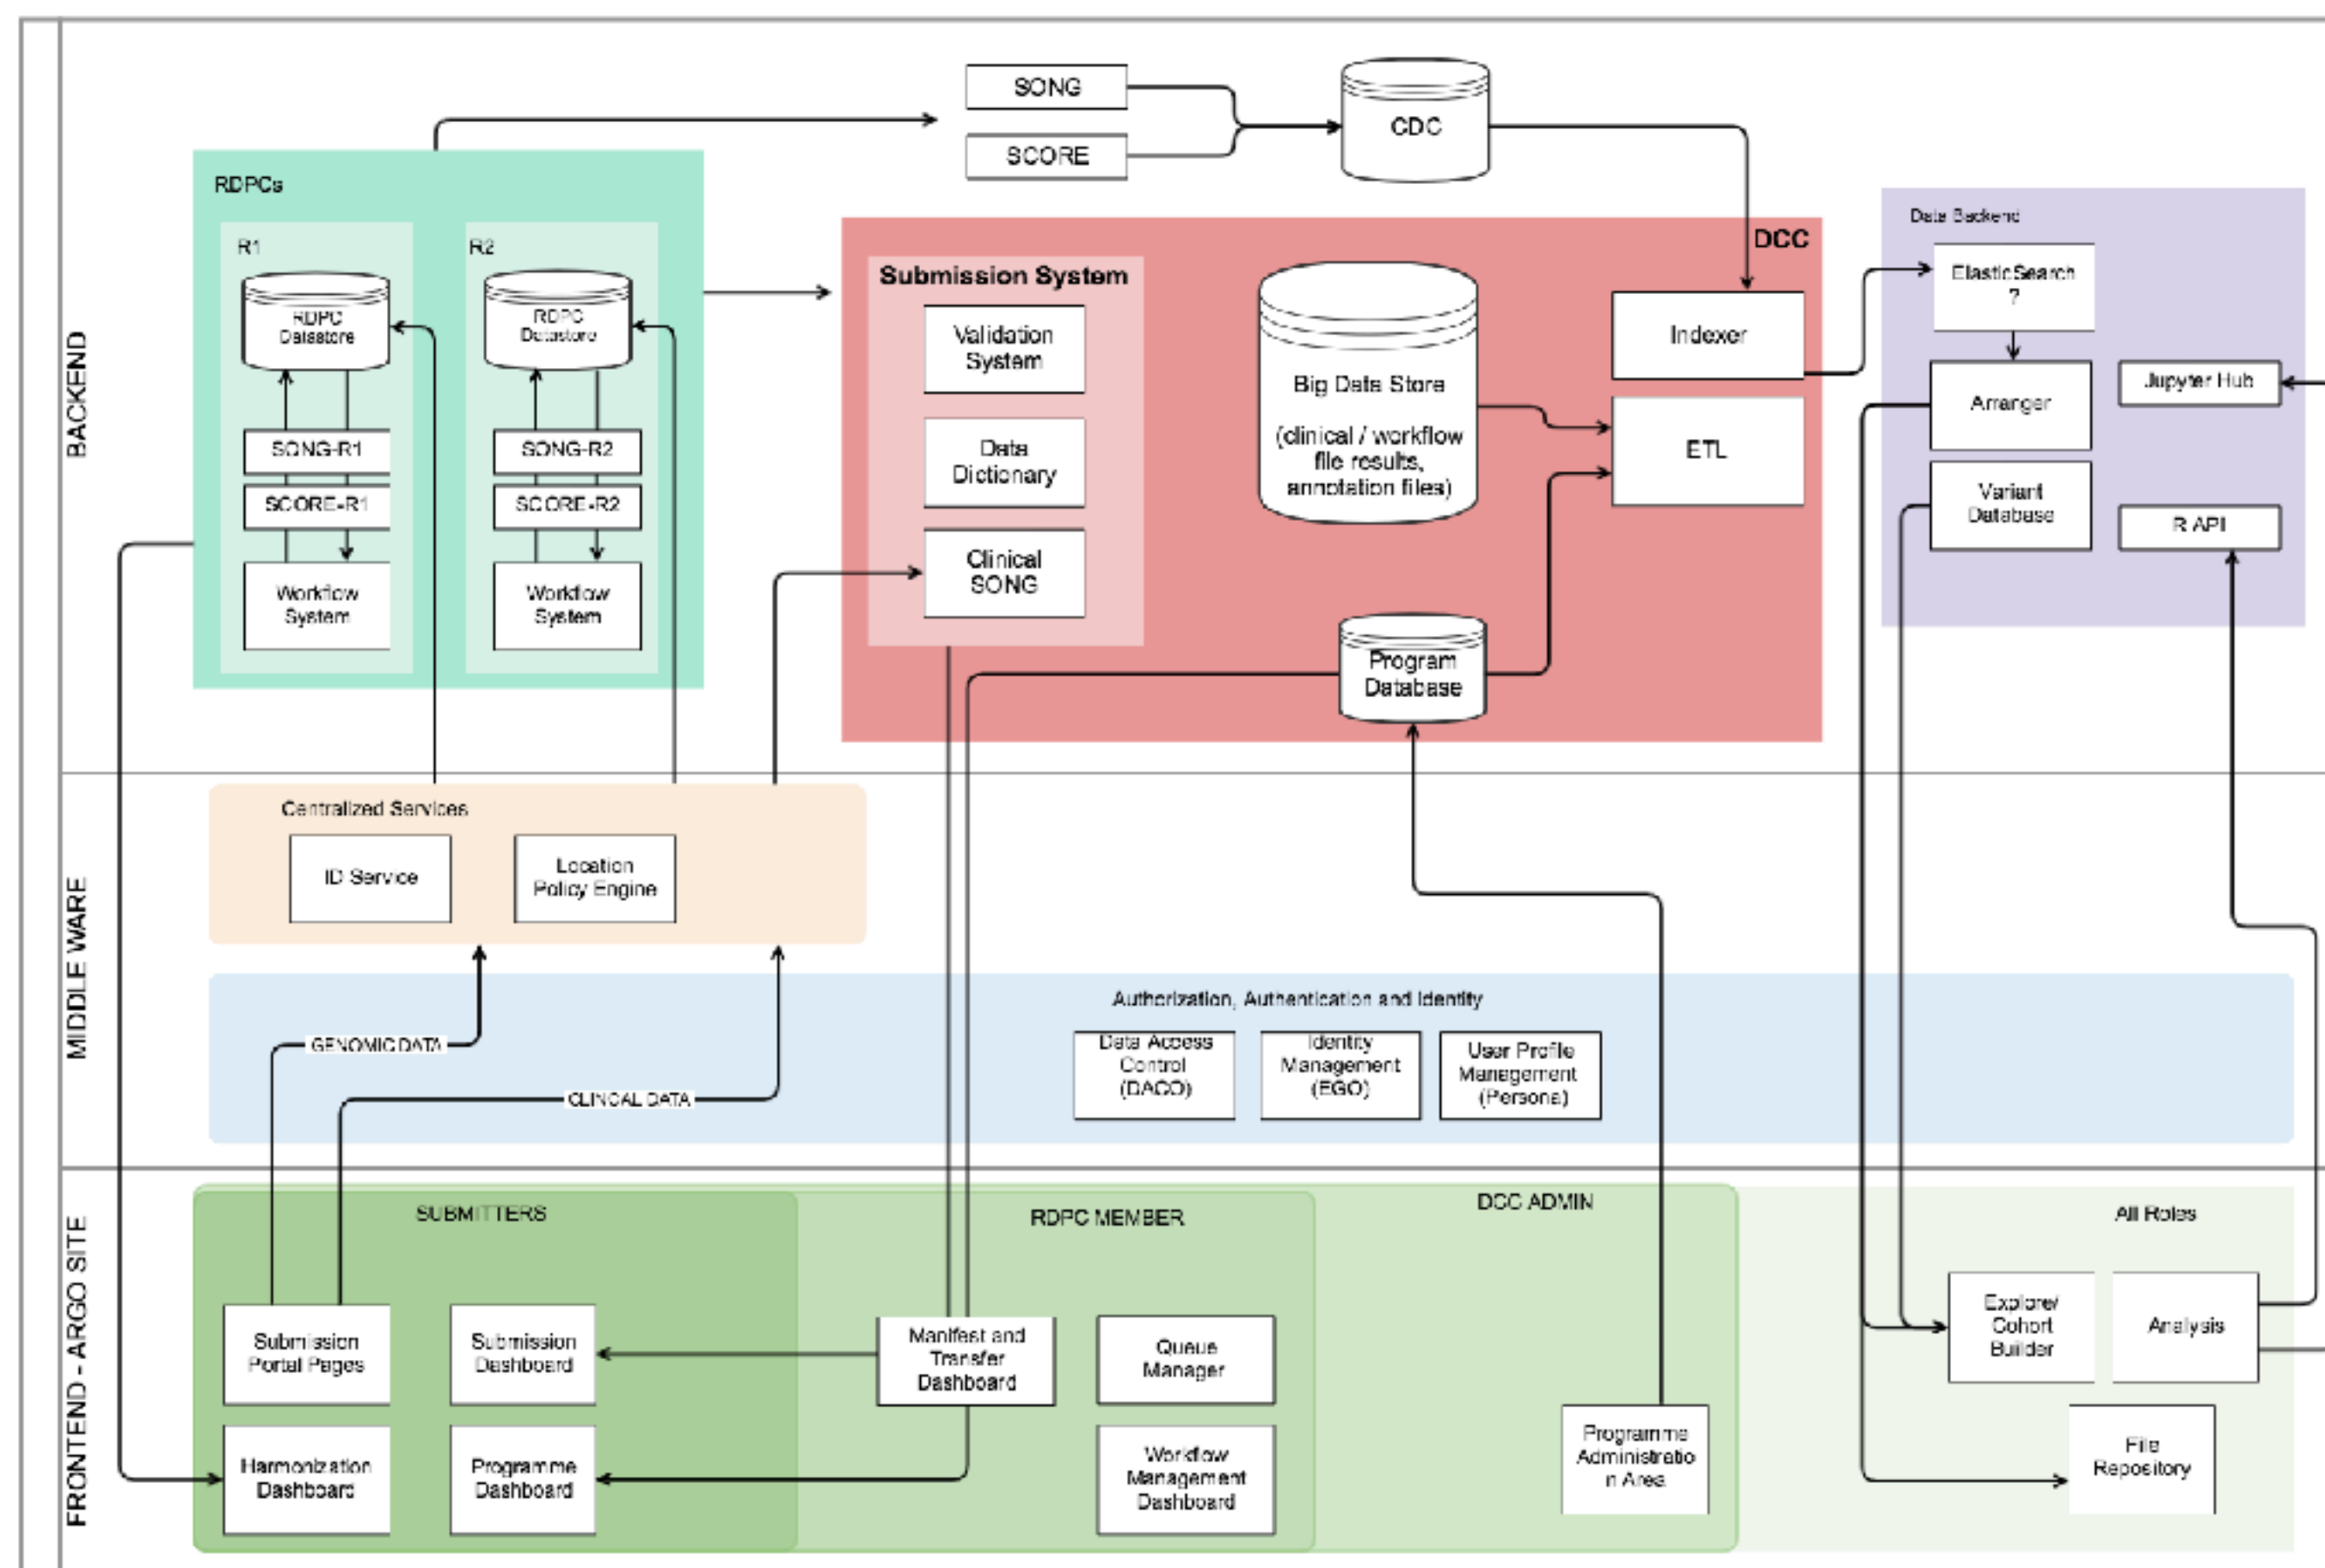 BACKEND
SONG
SCORE
CDC
RDPCs
R1
RDPC
Datastore
SONG-R1
SCORE-R1
Workflow
System
R2
RDPC
Datastore
SONG-R2
SCORE-R2
Workflow
System
DCC
Submission System
Validation
System
Data
Dictionary
Clinical
SONG
Big Data Store
(clinical / workflow
file results,
annotation files)
Program
Database
Indexer
ETL
Data Backend
ElasticSearch
?
Arranger
Variant
Database
Jupyter Hub
R API
MIDDLE WARE
Centralized Services
ID Service
Location
Policy Engine
Authorization, Authentication and Identity
GENOMIC DATA
CLINCAL DATA
Data Access
Control
(DACO)
Identity
Management
(EGO)
User Profile
Management
(Persona)
FRONTEND - ARGO SITE
SUBMITTERS
Submission
Portal Pages
Submission
Dashboard
Harmonization
Dashboard
Programme
Dashboard
RDPC MEMBER
Manifest and
Transfer
Dashboard
Queue
Manager
Workflow
Management
Dashboard
DCC ADMIN
Programme
Administratio
n Area
All Roles
Explore/
Cohort
Builder
Analysis
File
Repository